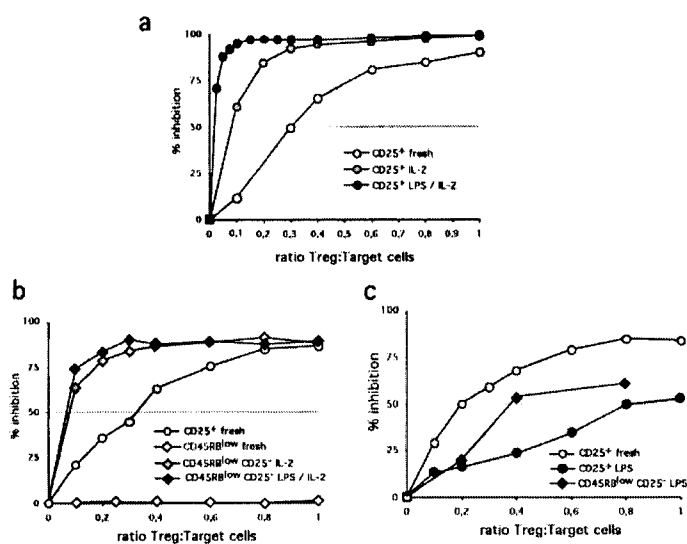 a
100
75
50
25
0
% inhibition
0 0,1 0,2 0,3 0,4 0,5 0,6 0,7 0,8 0,9 1
ratio Treg:Target cells
CD25+ fresh
CD25+ IL-2
CD25+ LPS / IL-2
b
100
75
50
25
0
% inhibition
0 0,2 0,4 0,6 0,8 1
ratio Treg:Target cells
CD25+ fresh
CD45RBlow fresh
CD45RBlow CD25- IL-2
CD45RBlow CD25- LPS / IL-2
c
100
75
50
25
0
% inhibition
0 0,2 0,4 0,6 0,8 1
ratio Treg:Target cells
CD25+ fresh
CD25+ LPS
CD45RBlow CD25- LPS